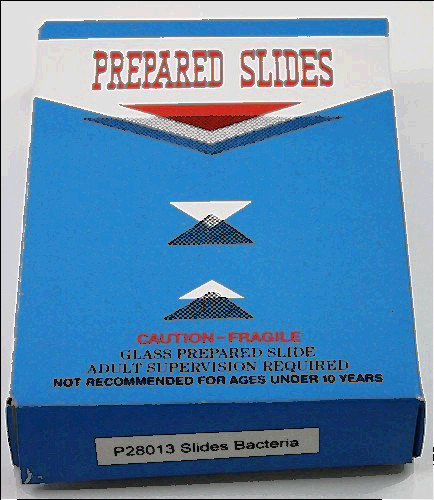 PREPARED SLIDES
CAUTION-FRAGILE
GLASS PREPARED SLIDE
ADULT SUPERVISION REQUIRED
NOT RECOMMENDED FOR AGES UNDER 10 YEARS
P28013 Slides Bacteria